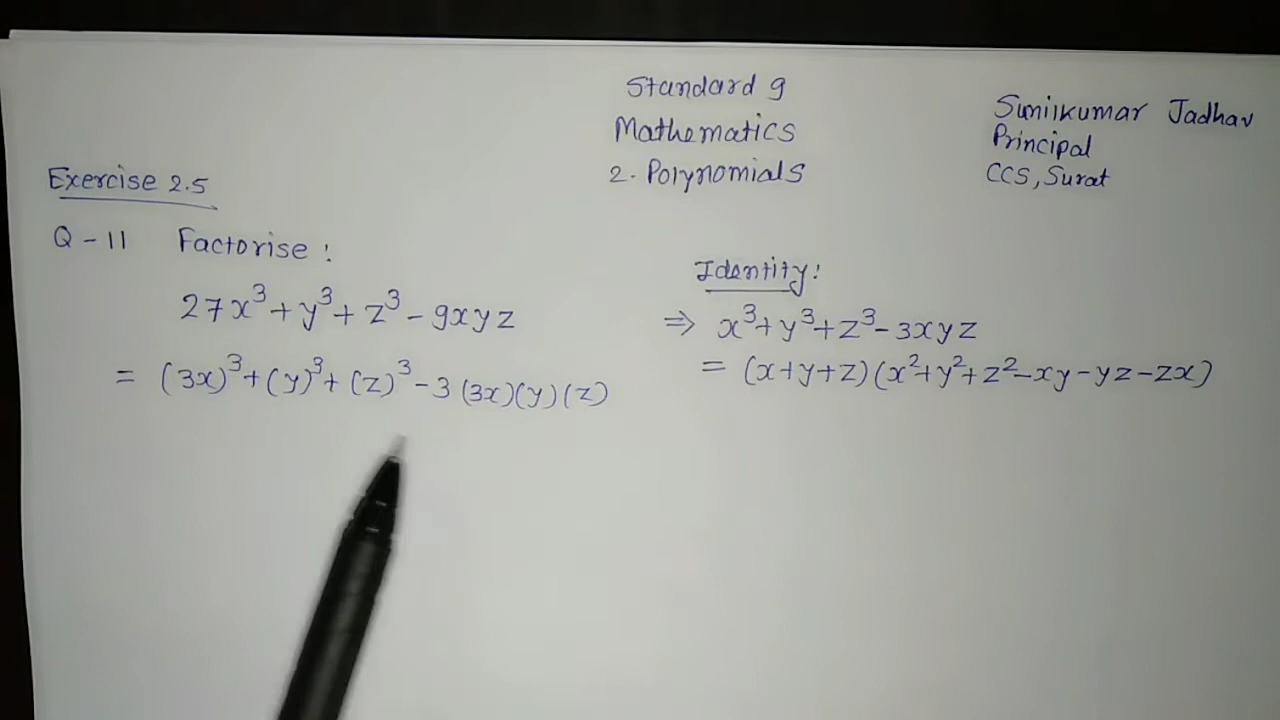 Standard 9
Mathematics
2. Polynomials
Sunilkumar Jadhav
Principal
CCS, Surat
Exercise 2.5
Q - 11 Factorise :
27x³ + y³ + z³ - 9xyz
= (3x)³ + (y)³ + (z)³ - 3 (3x)(y)(z)
Identity:
⇒ x³ + y³ + z³ - 3xyz
= (x+y+z)(x²+y²+z²-xy-yz-zx)